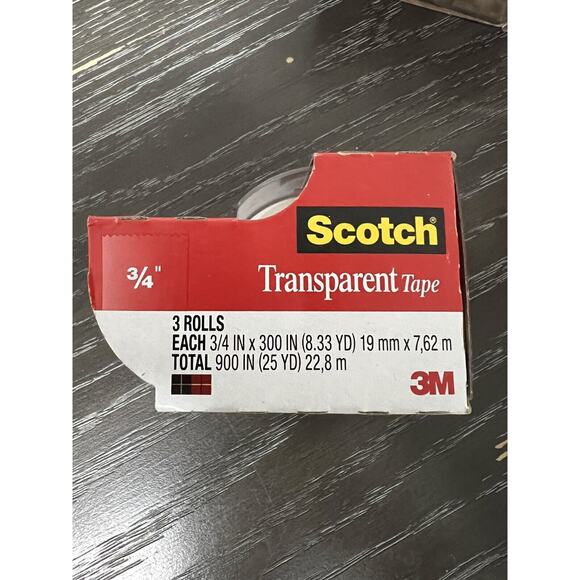 Scotch®
3/4"
Transparent Tape
3 ROLLS
EACH 3/4 IN x 300 IN (8.33 YD) 19 mm x 7,62 m
TOTAL 900 IN (25 YD) 22,8 m
3M